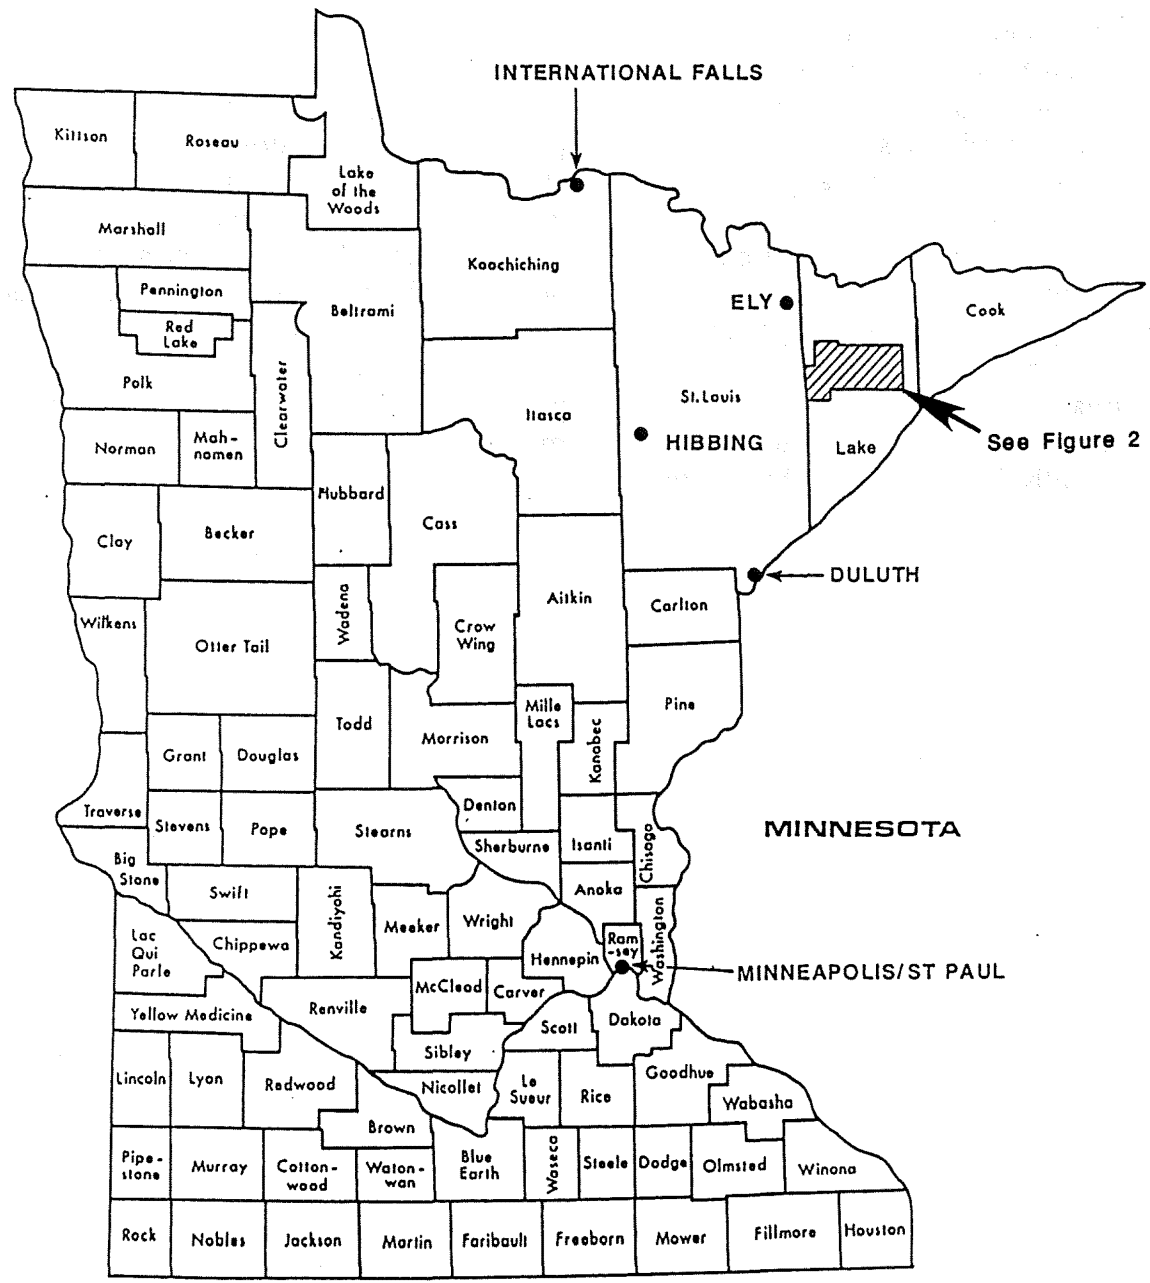 INTERNATIONAL FALLS
Kittson
Roseau
Lake
of the
Woods
Marshall
Koochiching
Pennington
Beltrami
ELY
Cook
Red
Lake
Polk
Clearwater
Itasca
St. Louis
HIBBING
Lake
See Figure 2
Norman
Mah-
nomen
Hubbard
Cass
Clay
Becker
DULUTH
Wilkens
Otter Tail
Wadena
Crow
Wing
Aitkin
Carlton
Todd
Morrison
Mille
Lacs
Kanabec
Pine
Grant
Douglas
Traverse
Stevens
Pope
Stearns
Denton
Sherburne
Isanti
Chisago
MINNESOTA
Big
Stone
Swift
Kandiyohi
Meeker
Wright
Anoka
Washington
Lac
Qui
Parle
Chippewa
Hennepin
Ram
-sey
MINNEAPOLIS/ST PAUL
Yellow Medicine
Renville
McCleod
Carver
Scott
Dakota
Sibley
Lincoln
Lyon
Redwood
Nicollet
Le
Sueur
Rice
Goodhue
Wabasha
Brown
Pipe-
stone
Murray
Cotton-
wood
Waton-
wan
Blue
Earth
Waseca
Steele
Dodge
Olmsted
Winona
Rock
Nobles
Jackson
Martin
Faribault
Freeborn
Mower
Fillmore
Houston